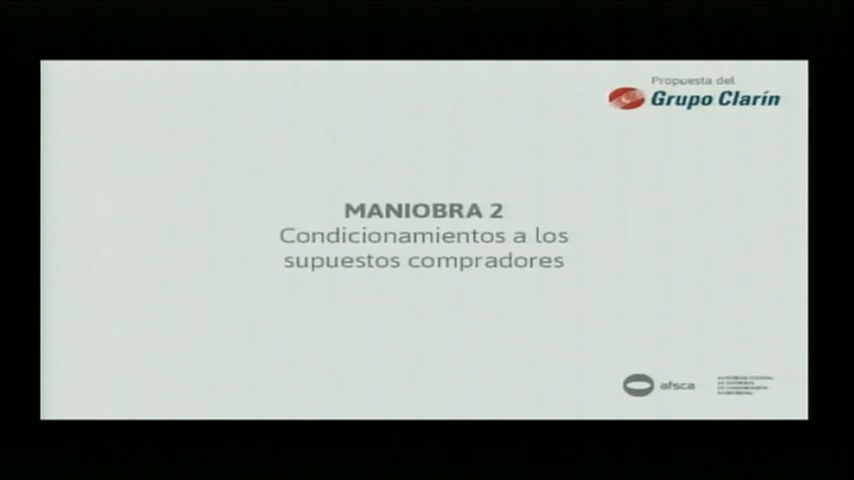 Propuesta del
Grupo Clarín
MANIOBRA 2
Condicionamientos a los
supuestos compradores
afsca